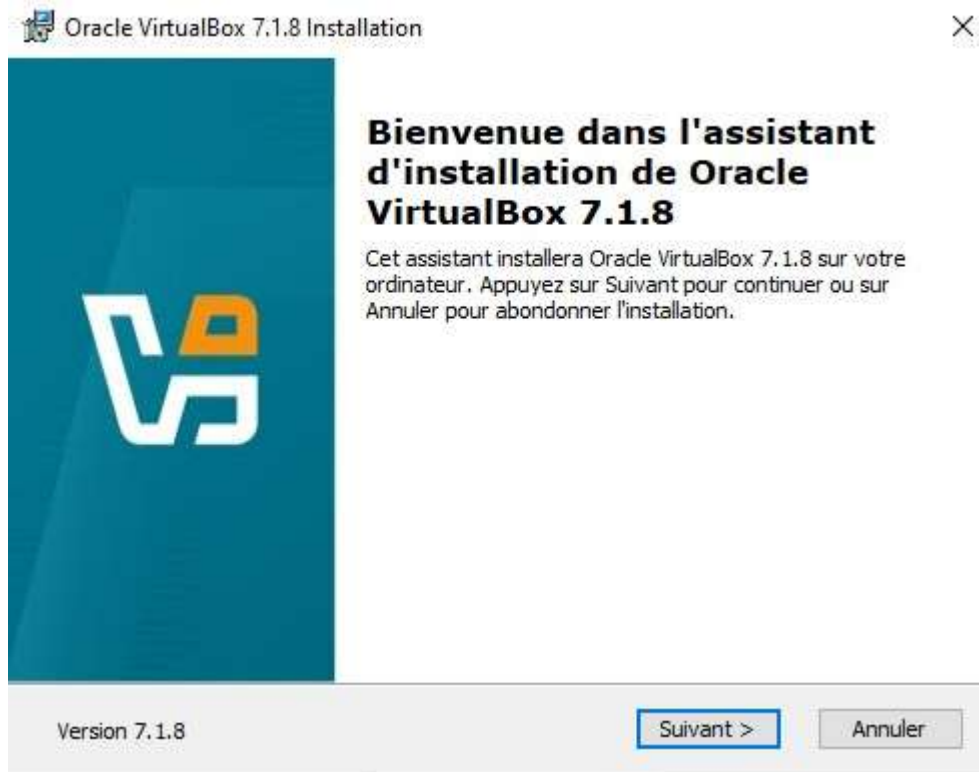 Oracle VirtualBox 7.1.8 Installation
Bienvenue dans l'assistant
d'installation de Oracle
VirtualBox 7.1.8
Cet assistant installera Oracle VirtualBox 7.1.8 sur votre
ordinateur. Appuyez sur Suivant pour continuer ou sur
Annuler pour abondonner l'installation.
Version 7.1.8
Suivant >
Annuler